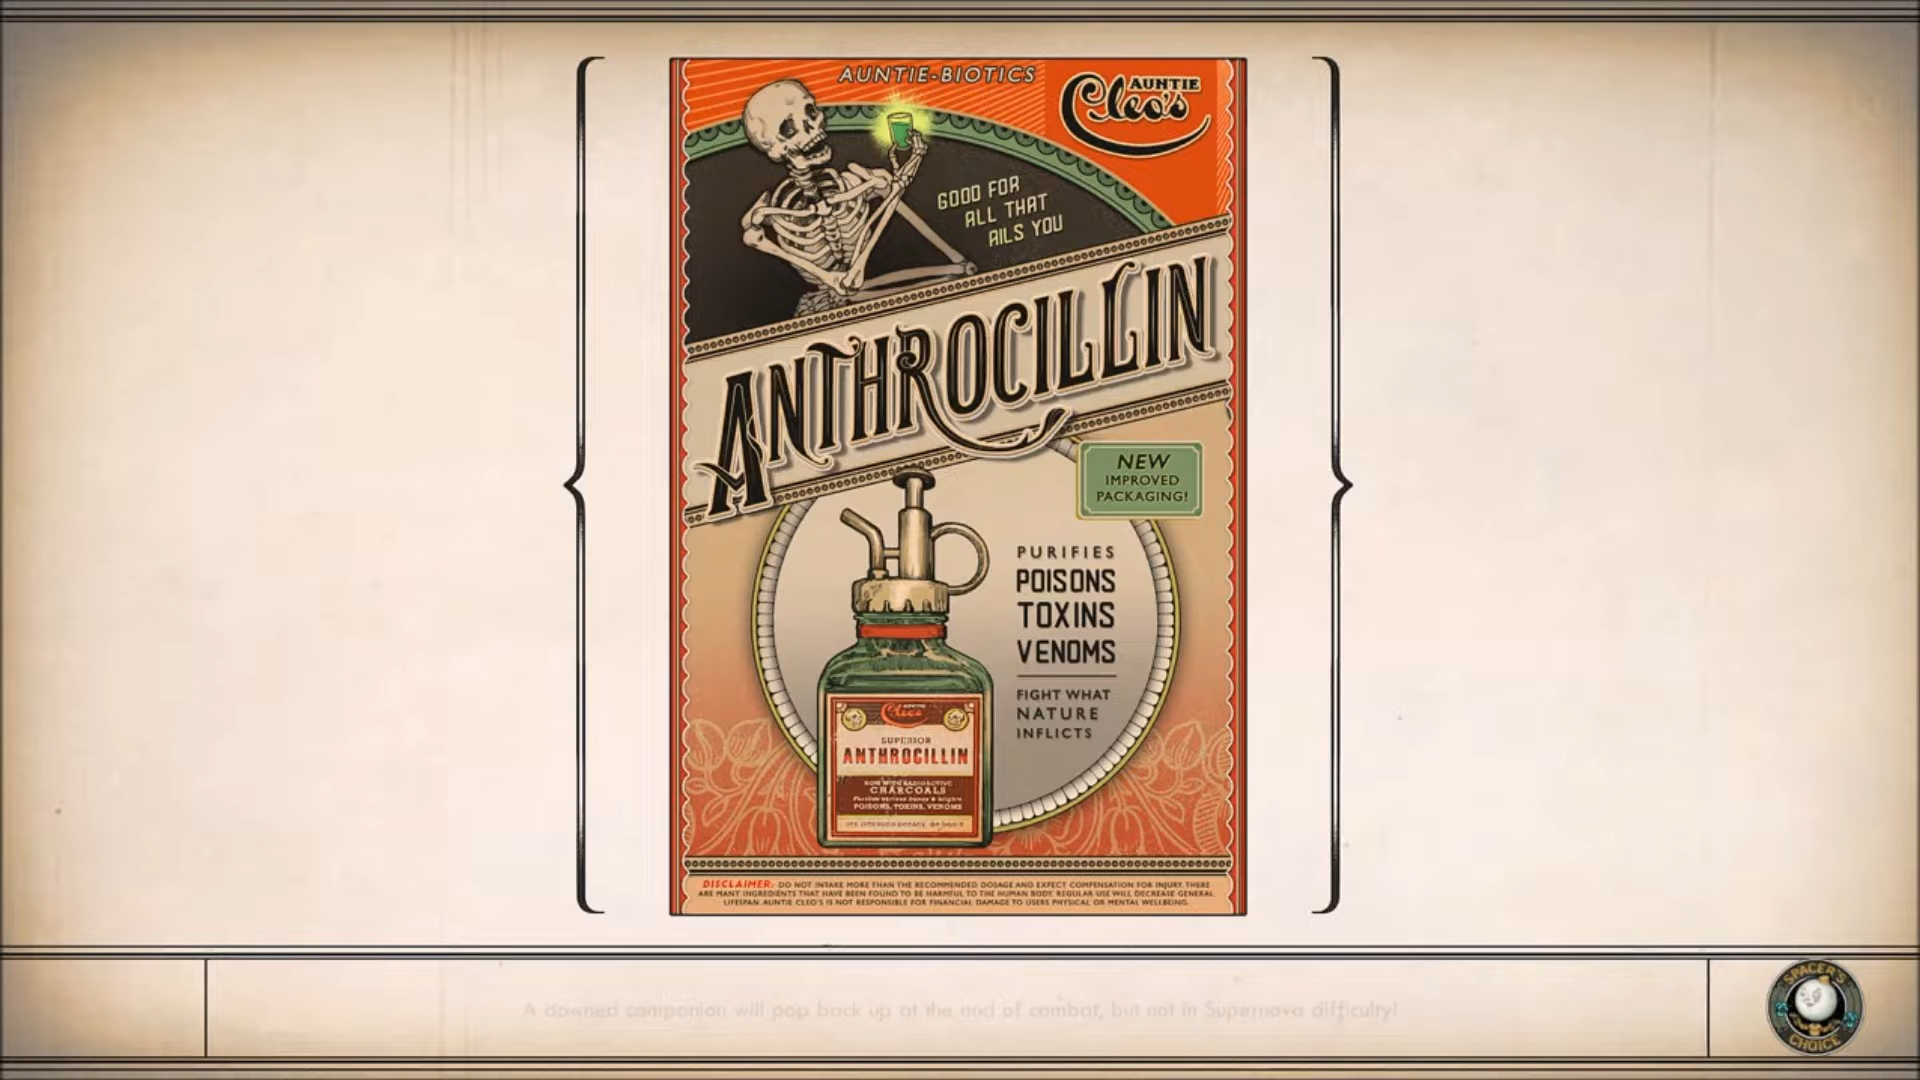 AUNTIE-BIOTICS
AUNTIE
Cleo's
GOOD FOR
ALL THAT
AILS YOU
ANTHROCILLIN
NEW
IMPROVED
PACKAGING!
PURIFIES
POISONS
TOXINS
VENOMS
FIGHT WHAT
NATURE
INFLICTS
AUNTIE
Cleo's
SUPERIOR
ANTHROCILLIN
NOW WITH RADIOACTIVE
CHARCOALS
POISONS, TOXINS, VENOMS
DISCLAIMER: DO NOT INTAKE MORE THAN THE RECOMMENDED DOSAGE AND EXPECT COMPENSATION FOR INJURY. THERE
ARE MANY INGREDIENTS THAT HAVE BEEN FOUND TO BE HARMFUL TO THE HUMAN BODY. REGULAR USE WILL DECREASE GENERAL
LIFESPAN. AUNTIE CLEO'S IS NOT RESPONSIBLE FOR FINANCIAL DAMAGE TO USERS PHYSICAL OR MENTAL WELLBEING.
A downed companion will pop back up at the end of combat, but not in Supernova difficulty!
SPACER'S
CHOICE